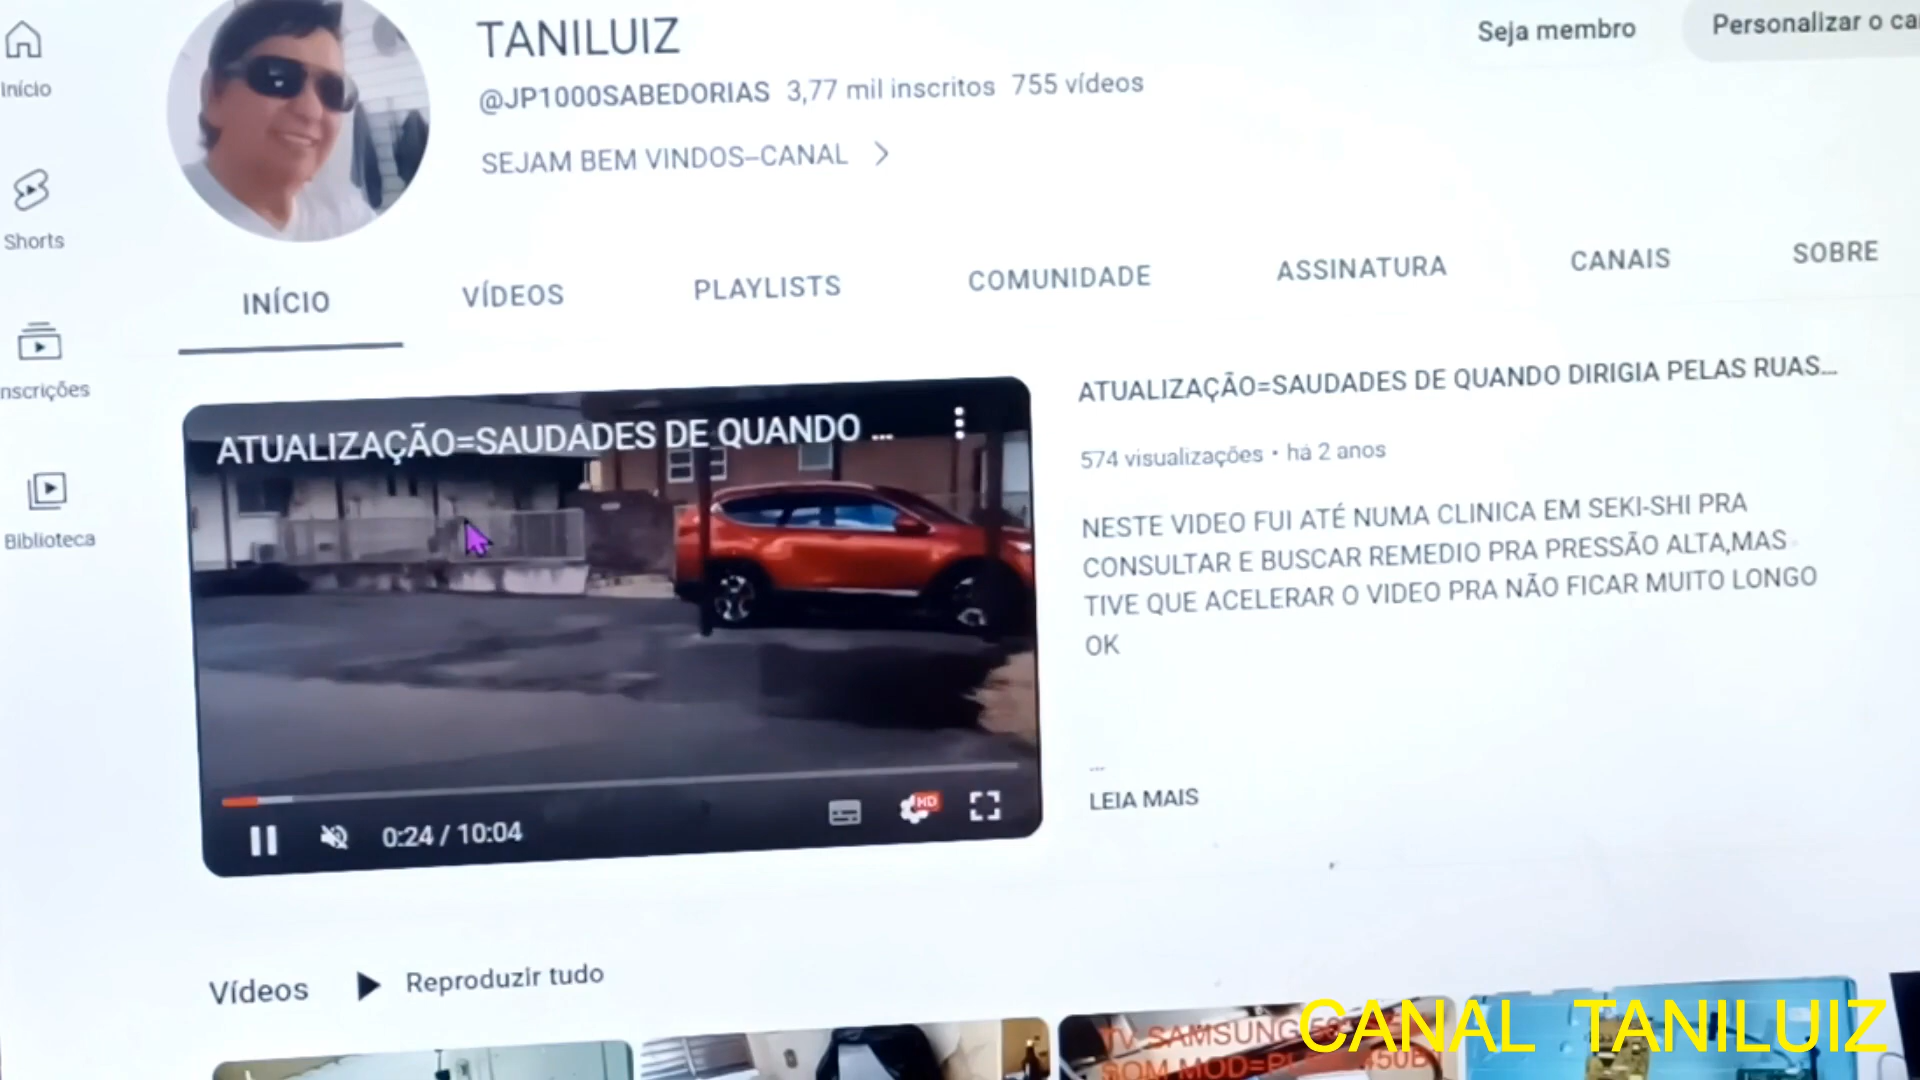 TANILUIZ
Seja membro
Personalizar o ca
@JP1000SABEDORIAS 3,77 mil inscritos 755 vídeos
SEJAM BEM VINDOS–CANAL
Início
Shorts
nscrições
Biblioteca
INÍCIO VÍDEOS PLAYLISTS COMUNIDADE ASSINATURA CANAIS SOBRE
ATUALIZAÇÃO=SAUDADES DE QUANDO ...
0:24 / 10:04
HD
ATUALIZAÇÃO=SAUDADES DE QUANDO DIRIGIA PELAS RUAS...
574 visualizações • há 2 anos
NESTE VIDEO FUI ATÉ NUMA CLINICA EM SEKI-SHI PRA
CONSULTAR E BUSCAR REMEDIO PRA PRESSÃO ALTA,MAS
TIVE QUE ACELERAR O VIDEO PRA NÃO FICAR MUITO LONGO
OK
...
LEIA MAIS
Vídeos Reproduzir tudo
TV SAMSUNG
CANAL TANILUIZ